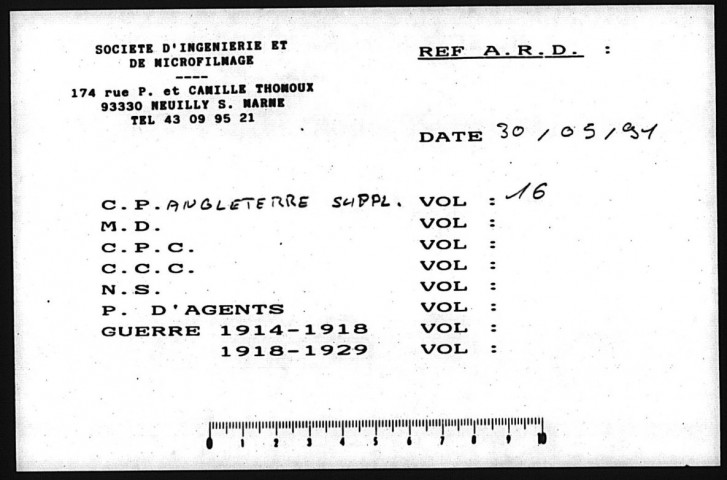 SOCIETE D'INGENIERIE ET
DE MICROFILMAGE
----
174 rue P. et CAMILLE THOMOUX
93330 NEUILLY S. MARNE
TEL 43 09 95 21
REF A.R.D. :
DATE 30/05/91
C.P. ANGLETERRE SUPPL. VOL : 16
M.D. VOL :
C.P.C. VOL :
C.C.C. VOL :
N.S. VOL :
P. D'AGENTS VOL :
GUERRE 1914-1918 VOL :
1918-1929 VOL :
0 1 2 3 4 5 6 7 8 9 10